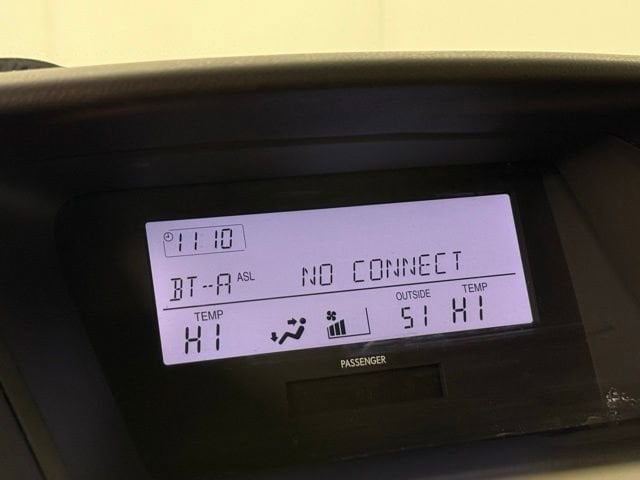 11:10
BT--A ASL NO CONNECT
TEMP OUTSIDE TEMP
HI 51 HI
PASSENGER